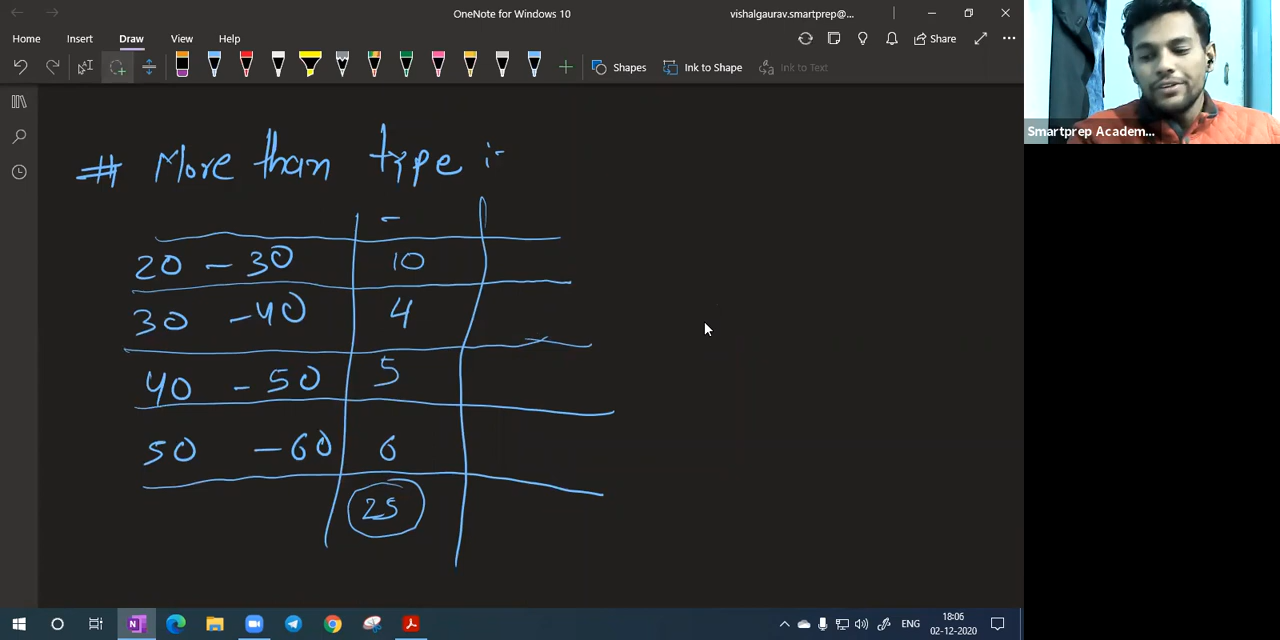 OneNote for Windows 10
vishalgaurav.smartprep@...
Home Insert Draw View Help
Share
Shapes
Ink to Shape
Ink to Text
# More than type :-
20 - 30 10
30 - 40 4
40 - 50 5
50 - 60 6
25
Smartprep Academ...
ENG
18:06
02-12-2020